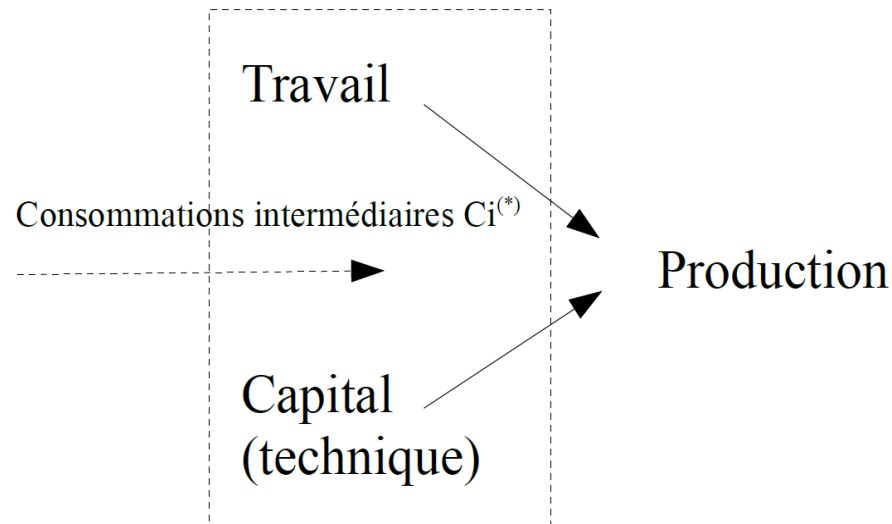 Travail
Consommations intermédiaires Ci(*)
Production
Capital
(technique)